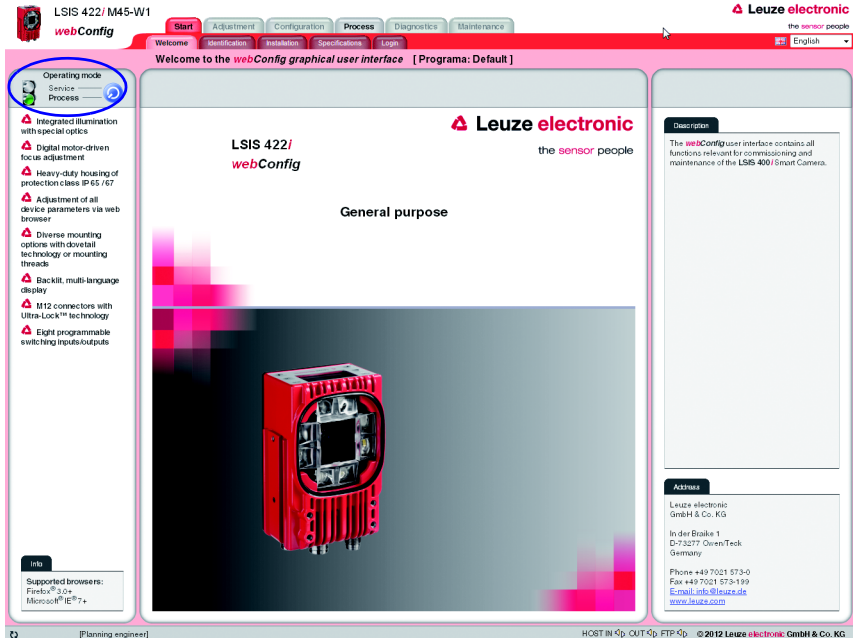 LSIS 422i M45-W1
webConfig
Start Adjustment Configuration Process Diagnostics Maintenance
Leuze electronic
the sensor people
Welcome Identification Installation Specifications Login
English
Welcome to the webConfig graphical user interface [ Programa: Default ]
Operating mode
Service
Process
Integrated illumination
with special optics
Digital motor-driven
focus adjustment
Heavy-duty housing of
protection class IP 65 / 67
Adjustment of all
device parameters via web
browser
Diverse mounting
options with dovetail
technology or mounting
threads
Backlit, multi-language
display
M12 connectors with
Ultra-Lock™ technology
Eight programmable
switching inputs/outputs
Info
Supported browsers:
Firefox® 3.0+
Microsoft® IE® 7+
LSIS 422i
webConfig
Leuze electronic
the sensor people
General purpose
Description
The webConfig user interface contains all
functions relevant for commissioning and
maintenance of the LSIS 400i Smart Camera.
Address
Leuze electronic
GmbH & Co. KG
In der Braike 1
D-73277 Owen/Teck
Germany
Phone +49 7021 573-0
Fax +49 7021 573-199
E-mail: info@leuze.de
www.leuze.com
[Planning engineer]
HOST IN OUT FTP © 2012 Leuze electronic GmbH & Co. KG